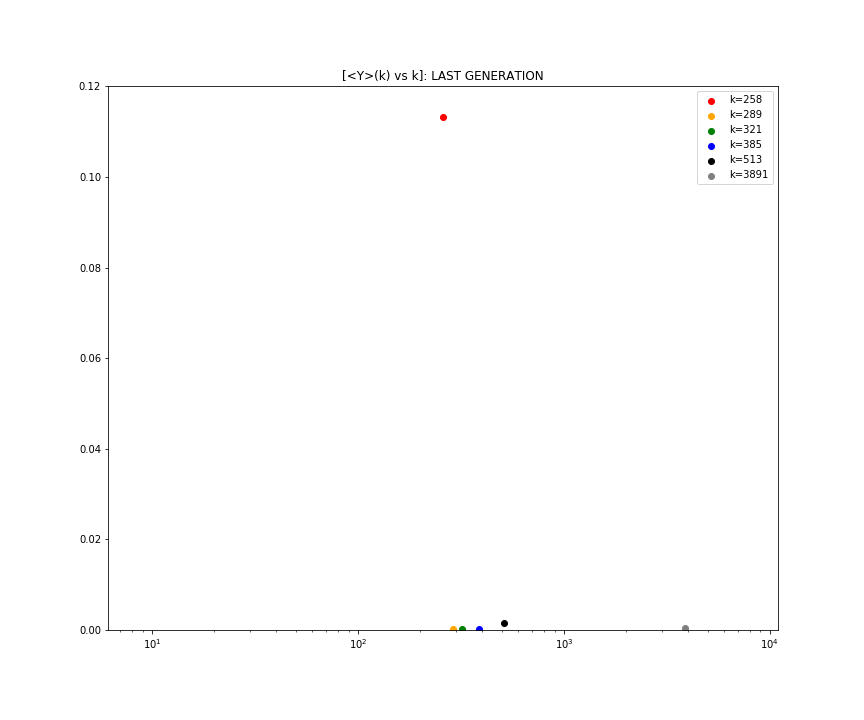 [<Y>(k) vs k]: LAST GENERATION
0.12
0.10
0.08
0.06
0.04
0.02
0.00
k=258
k=289
k=321
k=385
k=513
k=3891
10¹
10²
10³
10⁴